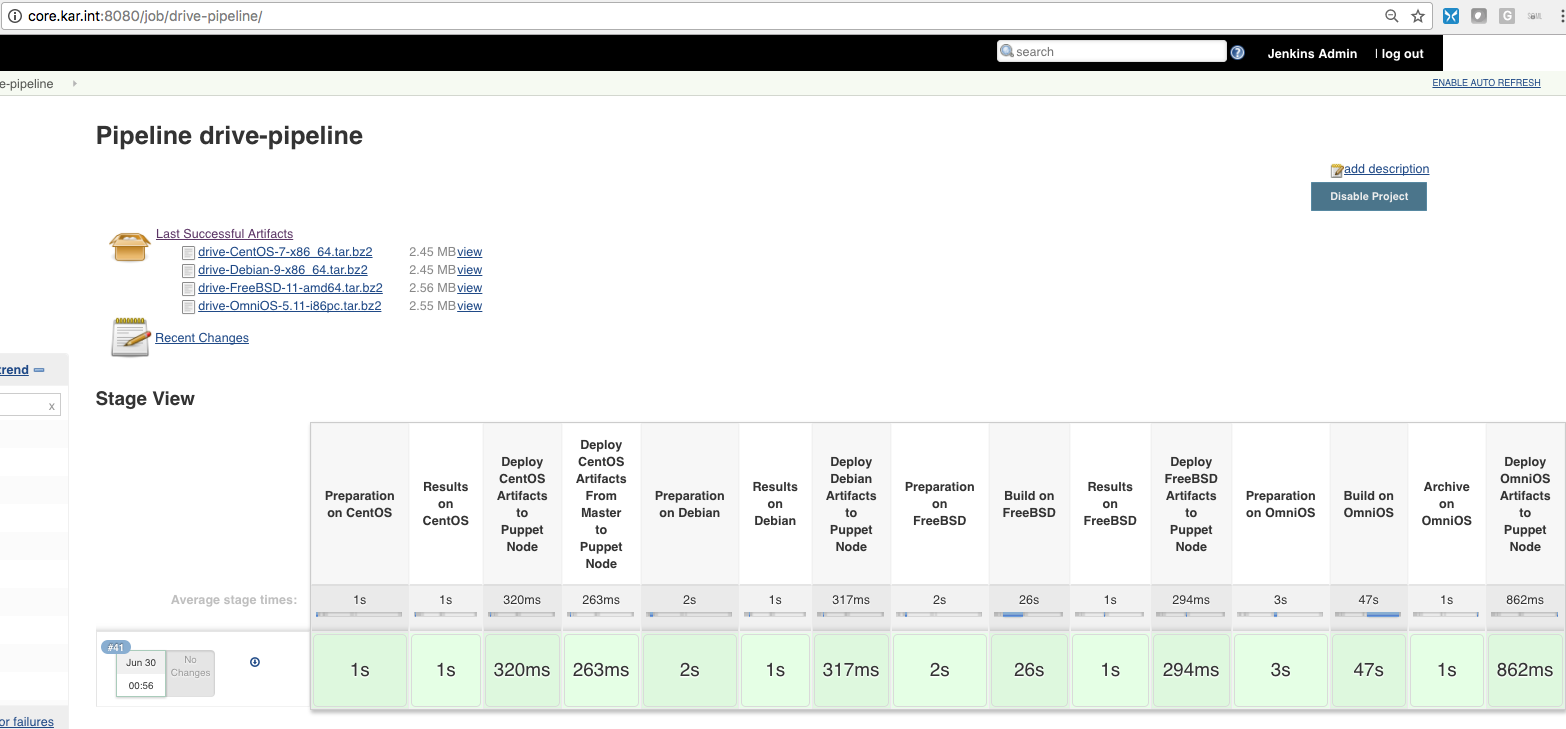 core.kar.int:8080/job/drive-pipeline/
search
Jenkins Admin
| log out
e-pipeline
ENABLE AUTO REFRESH
Pipeline drive-pipeline
add description
Disable Project
Last Successful Artifacts
drive-CentOS-7-x86_64.tar.bz2 2.45 MB view
drive-Debian-9-x86_64.tar.bz2 2.45 MB view
drive-FreeBSD-11-amd64.tar.bz2 2.56 MB view
drive-OmniOS-5.11-i86pc.tar.bz2 2.55 MB view
Recent Changes
trend
x
Stage View
Preparation
on CentOS
Results
on
CentOS
Deploy
CentOS
Artifacts
to
Puppet
Node
Deploy
CentOS
Artifacts
From
Master
to
Puppet
Node
Preparation
on Debian
Results
on
Debian
Deploy
Debian
Artifacts
to
Puppet
Node
Preparation
on
FreeBSD
Build on
FreeBSD
Results
on
FreeBSD
Deploy
FreeBSD
Artifacts
to
Puppet
Node
Preparation
on OmniOS
Build on
OmniOS
Archive
on
OmniOS
Deploy
OmniOS
Artifacts
to
Puppet
Node
Average stage times: 1s 1s 320ms 263ms 2s 1s 317ms 2s 26s 1s 294ms 3s 47s 1s 862ms
#41
Jun 30
00:56
No
Changes
1s 1s 320ms 263ms 2s 1s 317ms 2s 26s 1s 294ms 3s 47s 1s 862ms
or failures